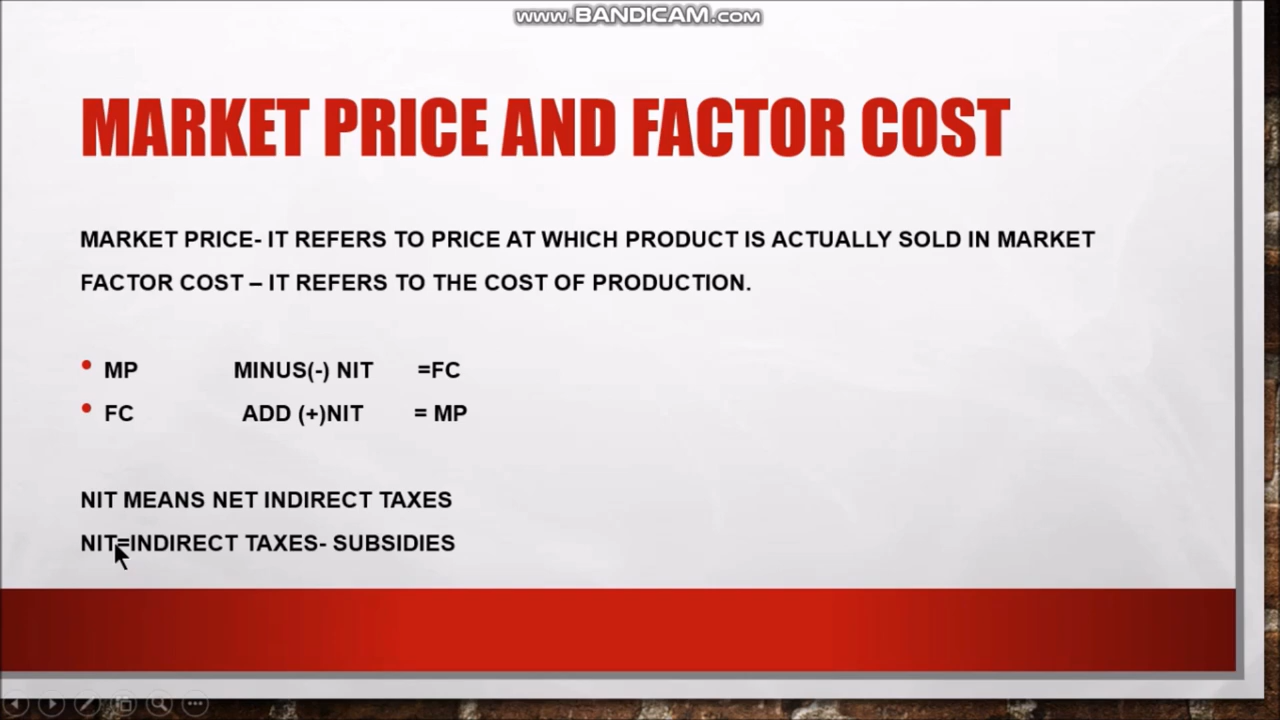 www.BANDICAM.com
MARKET PRICE AND FACTOR COST
MARKET PRICE- IT REFERS TO PRICE AT WHICH PRODUCT IS ACTUALLY SOLD IN MARKET
FACTOR COST – IT REFERS TO THE COST OF PRODUCTION.
• MP MINUS(-) NIT =FC
• FC ADD (+)NIT = MP
NIT MEANS NET INDIRECT TAXES
NIT=INDIRECT TAXES- SUBSIDIES